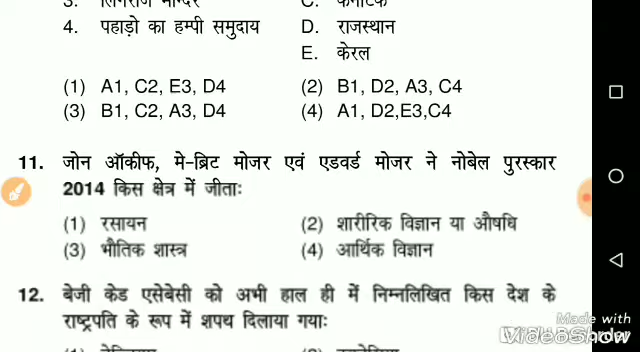 4. पहाड़ो का हम्पी समुदाय D. राजस्थान
E. केरल
(1) A1, C2, E3, D4 (2) B1, D2, A3, C4
(3) B1, C2, A3, D4 (4) A1, D2,E3,C4
11. जोन ऑकीफ, मे-ब्रिट मोजर एवं एडवर्ड मोजर ने नोबेल पुरस्कार
2014 किस क्षेत्र में जीताः
(1) रसायन (2) शारीरिक विज्ञान या औषधि
(3) भौतिक शास्त्र (4) आर्थिक विज्ञान
12. बेजी केड एसेबेसी को अभी हाल ही में निम्नलिखित किस देश के
राष्ट्रपति के रूप में शपथ दिलाया गयाः
Made with
VideoShow